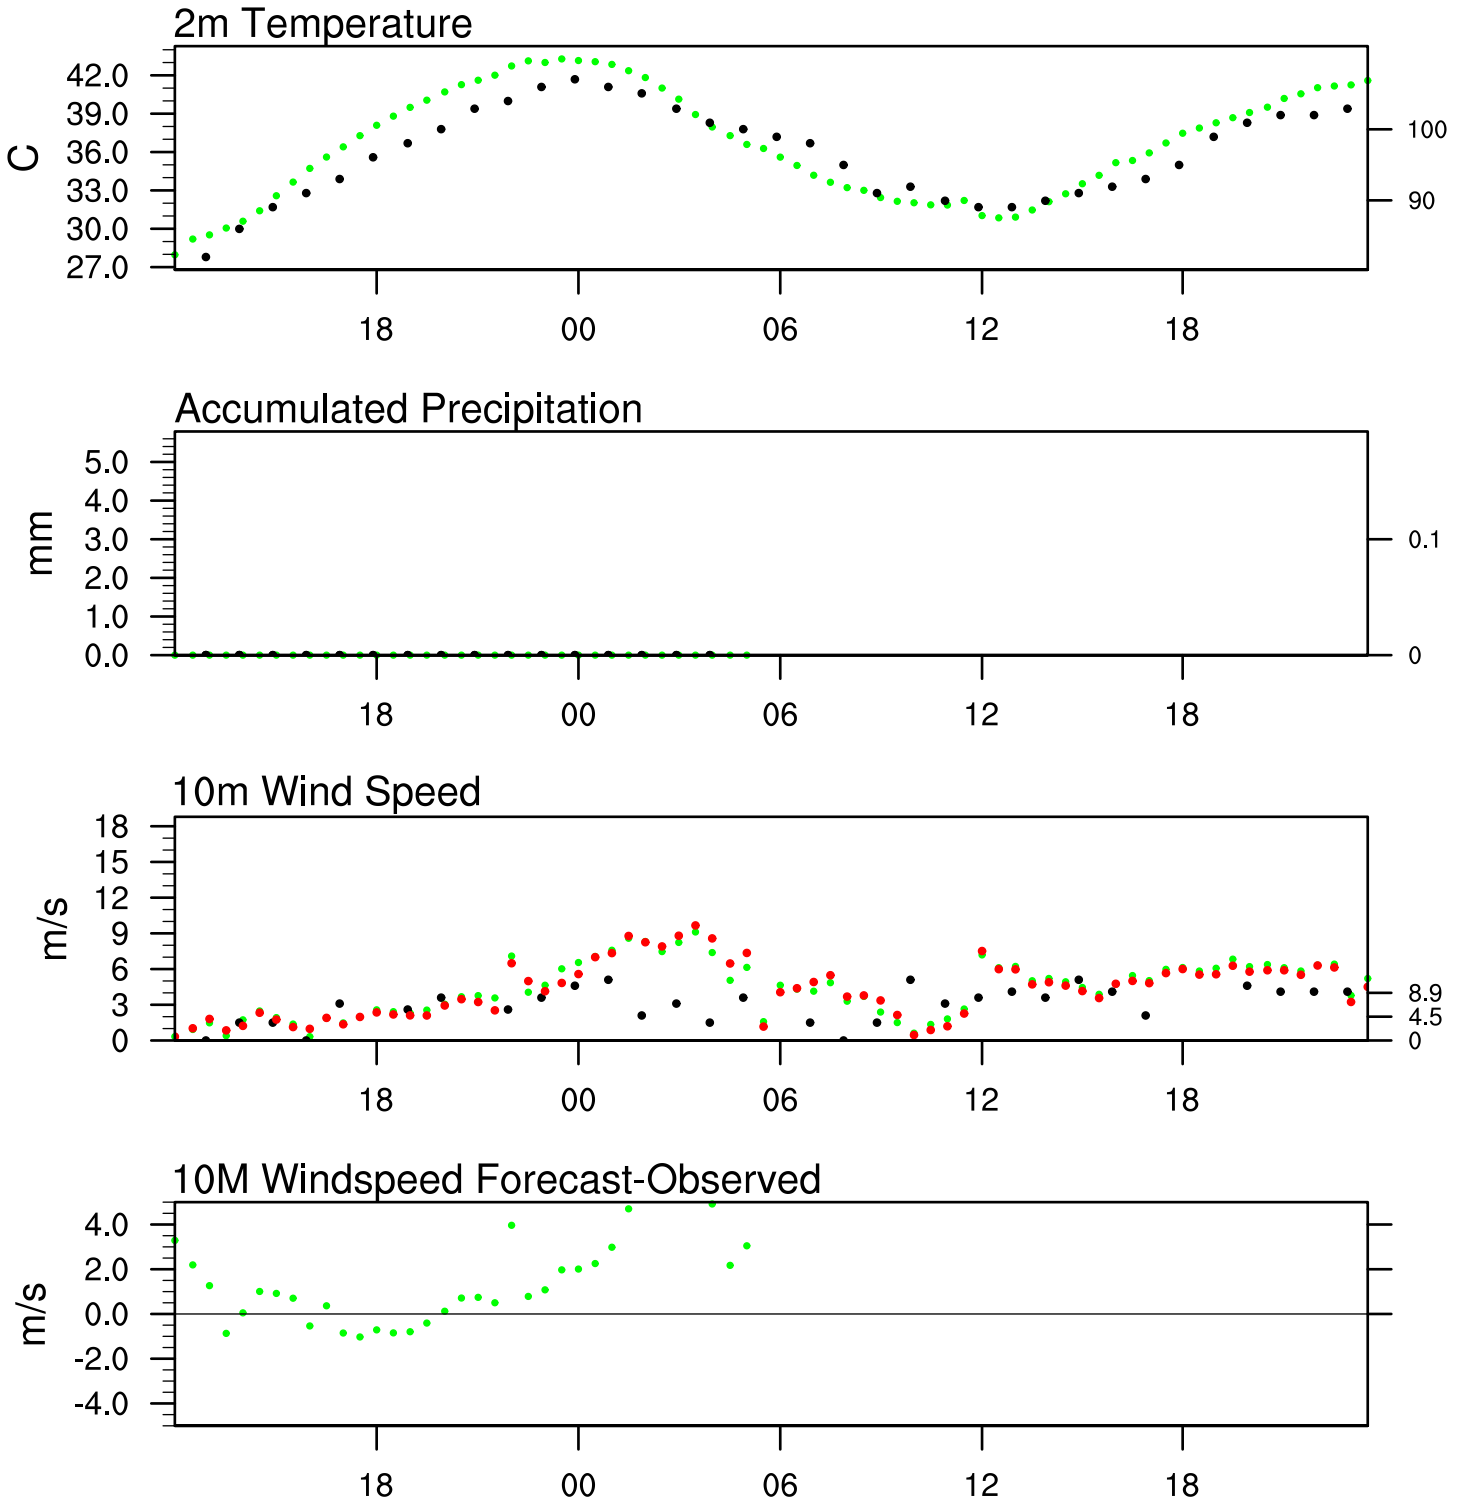 2m Temperature
C
42.0
39.0
36.0
33.0
30.0
27.0
100
90
18 00 06 12 18
Accumulated Precipitation
mm
5.0
4.0
3.0
2.0
1.0
0.0
0.1
0
18 00 06 12 18
10m Wind Speed
m/s
18
15
12
9
6
3
0
8.9
4.5
0
18 00 06 12 18
10M Windspeed Forecast-Observed
m/s
4.0
2.0
0.0
-2.0
-4.0
18 00 06 12 18